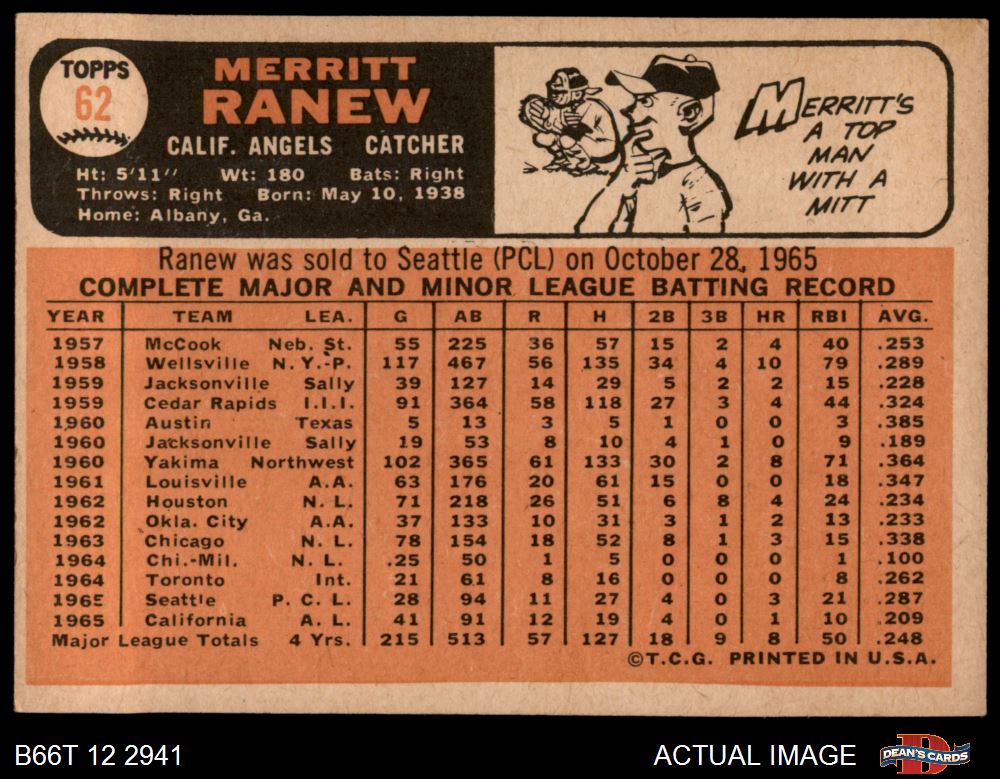 TOPPS
62
MERRITT
RANEW
CALIF. ANGELS CATCHER
Ht: 5'11" Wt: 180 Bats: Right
Throws: Right Born: May 10, 1938
Home: Albany, Ga.
MERRITT'S
A TOP
MAN
WITH A
MITT
Ranew was sold to Seattle (PCL) on October 28, 1965
COMPLETE MAJOR AND MINOR LEAGUE BATTING RECORD
YEAR TEAM LEA. G AB R H 2B 3B HR RBI AVG.
1957 McCook Neb. St. 55 225 36 57 15 2 4 40 .253
1958 Wellsville N.Y.-P. 117 467 56 135 34 4 10 79 .289
1959 Jacksonville Sally 39 127 14 29 5 2 2 15 .228
1959 Cedar Rapids I.I.I. 91 364 58 118 27 3 4 44 .324
1960 Austin Texas 5 13 3 5 1 0 0 3 .385
1960 Jacksonville Sally 19 53 8 10 4 1 0 9 .189
1960 Yakima Northwest 102 365 61 133 30 2 8 71 .364
1961 Louisville A.A. 63 176 20 61 15 0 0 18 .347
1962 Houston N.L. 71 218 26 51 6 8 4 24 .234
1962 Okla. City A.A. 37 133 10 31 3 1 2 13 .233
1963 Chicago N.L. 78 154 18 52 8 1 3 15 .338
1964 Chi.-Mil. N.L. .25 50 1 5 0 0 0 1 .100
1964 Toronto Int. 21 61 8 16 0 0 0 8 .262
1965 Seattle P.C.L. 28 94 11 27 4 0 3 21 .287
1965 California A.L. 41 91 12 19 4 0 1 10 .209
Major League Totals 4 Yrs. 215 513 57 127 18 9 8 50 .248
©T.C.G. PRINTED IN U.S.A.
B66T 12 2941 ACTUAL IMAGE DEAN'S CARDS